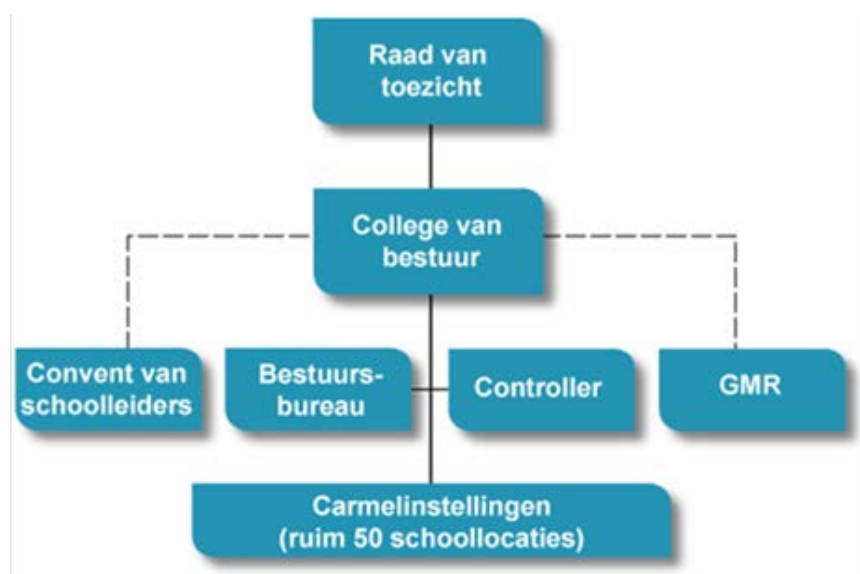 Raad van
toezicht
College van
bestuur
Convent van
schoolleiders
Bestuurs-
bureau
Controller
GMR
Carmelinstellingen
(ruim 50 schoollocaties)